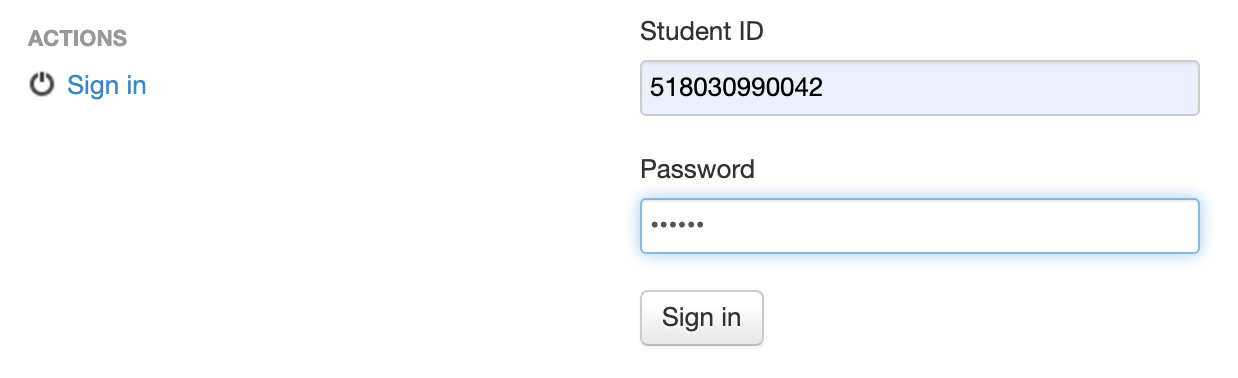 ACTIONS
Sign in
Student ID
518030990042
Password
••••••
Sign in